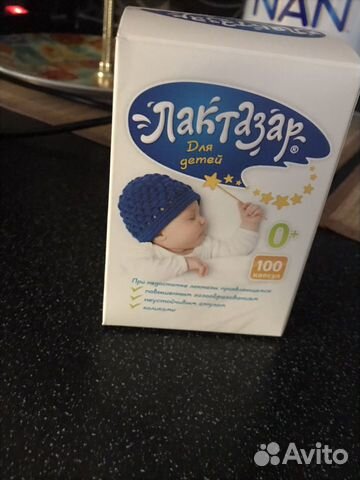 NAN
Лактазар®
Для
детей
0+
100
капсул
При недостатке лактазы, проявляющемся
повышенным газообразованием
неустойчивым стулом
коликами
Avito